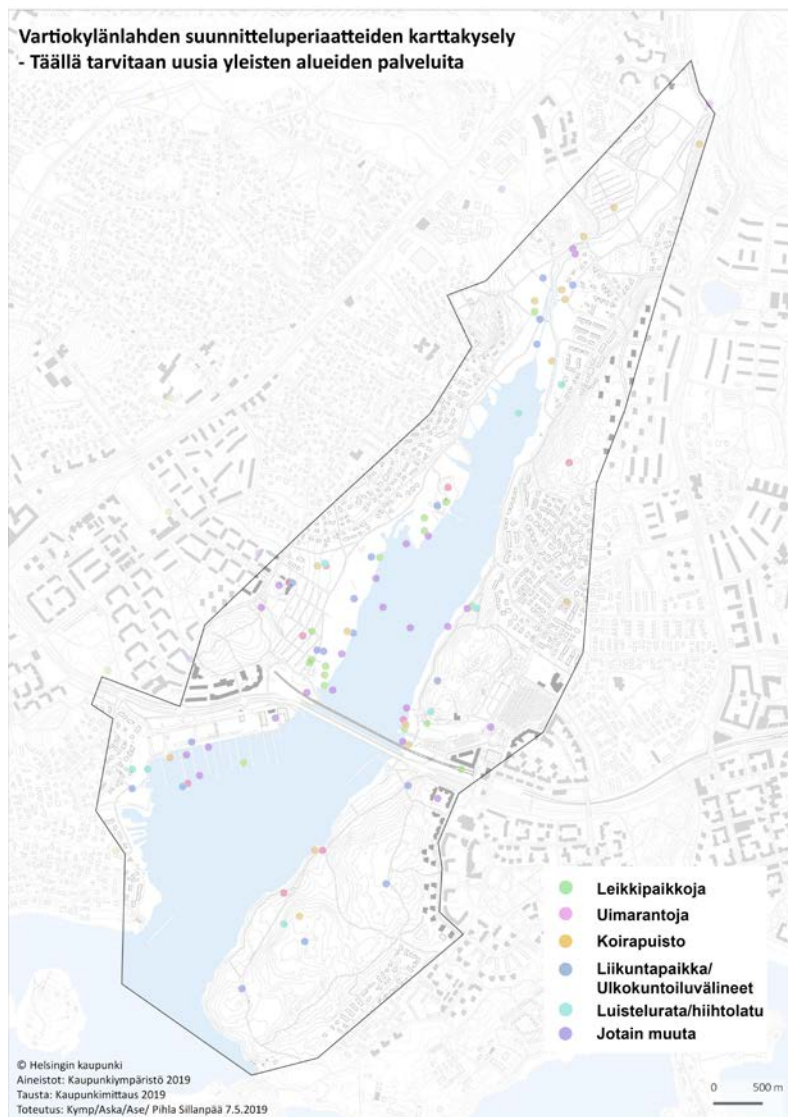 Vartiokylänlahden suunnitteluperiaatteiden karttakysely
- Täällä tarvitaan uusia yleisten alueiden palveluita
Leikkipaikkoja
Uimarantoja
Koirapuisto
Liikuntapaikka/
Ulkokuntoiluvälineet
Luistelurata/hiihtolatu
Jotain muuta
© Helsingin kaupunki
Aineistot: Kaupunkiympäristö 2019
Tausta: Kaupunkimittaus 2019
Toteutus: Kymp/Aska/Ase/ Pihla Sillanpää 7.5.2019
0 500 m